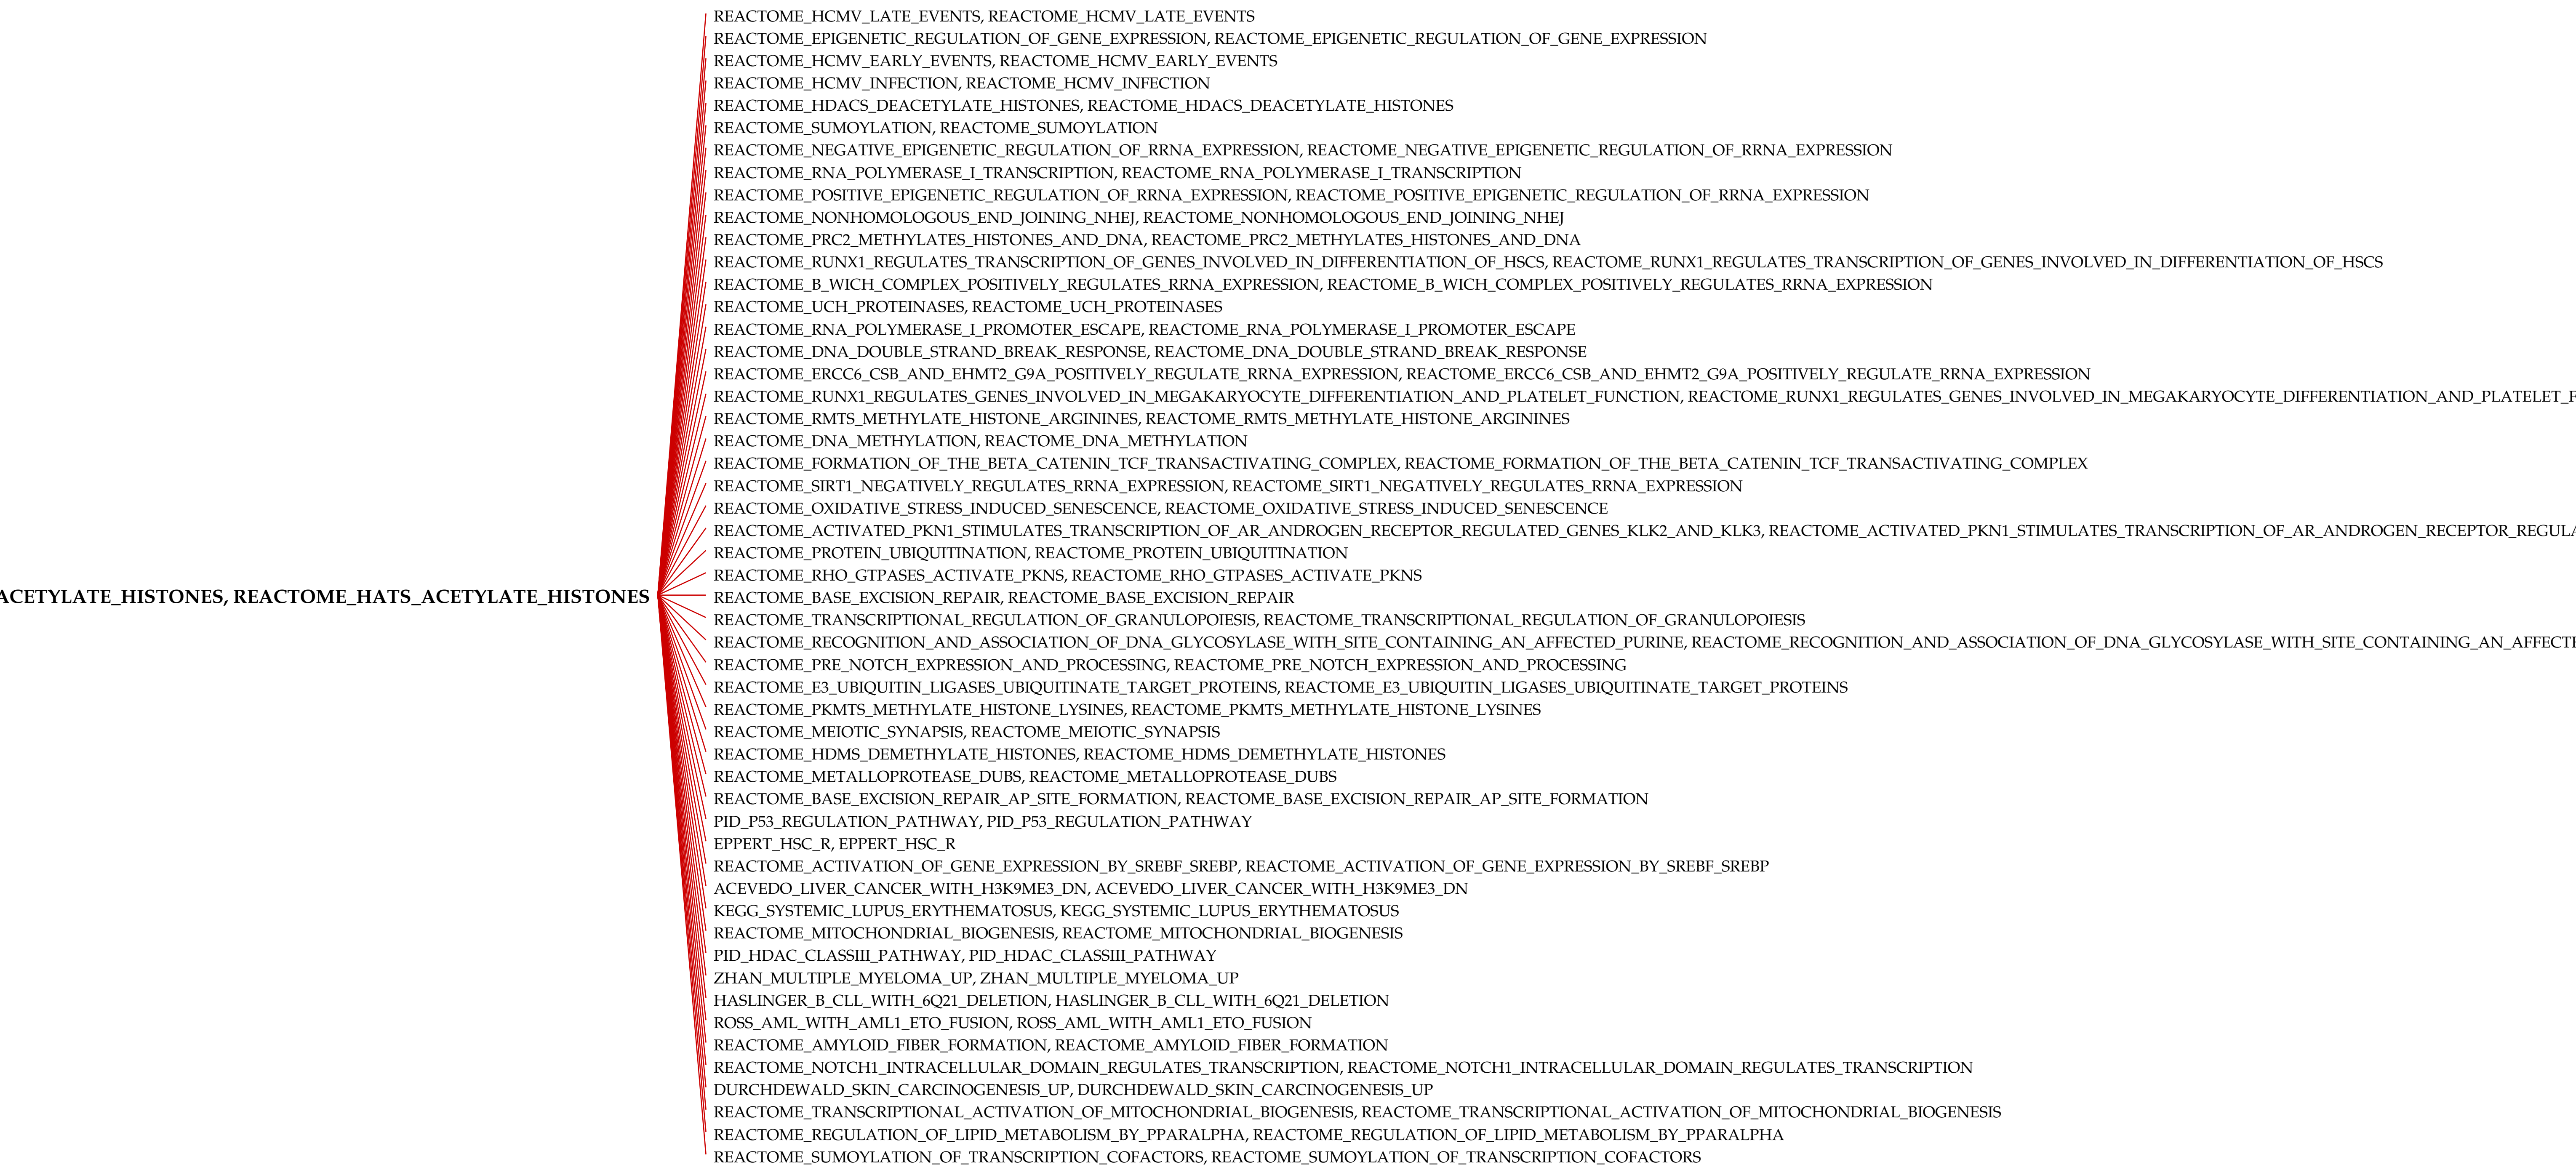 REACTOME_HCMV_LATE_EVENTS, REACTOME_HCMV_LATE_EVENTS
REACTOME_EPIGENETIC_REGULATION_OF_GENE_EXPRESSION, REACTOME_EPIGENETIC_REGULATION_OF_GENE_EXPRESSION
REACTOME_HCMV_EARLY_EVENTS, REACTOME_HCMV_EARLY_EVENTS
REACTOME_HCMV_INFECTION, REACTOME_HCMV_INFECTION
REACTOME_HDACS_DEACETYLATE_HISTONES, REACTOME_HDACS_DEACETYLATE_HISTONES
REACTOME_SUMOYLATION, REACTOME_SUMOYLATION
REACTOME_NEGATIVE_EPIGENETIC_REGULATION_OF_RRNA_EXPRESSION, REACTOME_NEGATIVE_EPIGENETIC_REGULATION_OF_RRNA_EXPRESSION
REACTOME_RNA_POLYMERASE_I_TRANSCRIPTION, REACTOME_RNA_POLYMERASE_I_TRANSCRIPTION
REACTOME_POSITIVE_EPIGENETIC_REGULATION_OF_RRNA_EXPRESSION, REACTOME_POSITIVE_EPIGENETIC_REGULATION_OF_RRNA_EXPRESSION
REACTOME_NONHOMOLOGOUS_END_JOINING_NHEJ, REACTOME_NONHOMOLOGOUS_END_JOINING_NHEJ
REACTOME_PRC2_METHYLATES_HISTONES_AND_DNA, REACTOME_PRC2_METHYLATES_HISTONES_AND_DNA
REACTOME_RUNX1_REGULATES_TRANSCRIPTION_OF_GENES_INVOLVED_IN_DIFFERENTIATION_OF_HSCS, REACTOME_RUNX1_REGULATES_TRANSCRIPTION_OF_GENES_INVOLVED_IN_DIFFERENTIATION_OF_HSCS
REACTOME_B_WICH_COMPLEX_POSITIVELY_REGULATES_RRNA_EXPRESSION, REACTOME_B_WICH_COMPLEX_POSITIVELY_REGULATES_RRNA_EXPRESSION
REACTOME_UCH_PROTEINASES, REACTOME_UCH_PROTEINASES
REACTOME_RNA_POLYMERASE_I_PROMOTER_ESCAPE, REACTOME_RNA_POLYMERASE_I_PROMOTER_ESCAPE
REACTOME_DNA_DOUBLE_STRAND_BREAK_RESPONSE, REACTOME_DNA_DOUBLE_STRAND_BREAK_RESPONSE
REACTOME_ERCC6_CSB_AND_EHMT2_G9A_POSITIVELY_REGULATE_RRNA_EXPRESSION, REACTOME_ERCC6_CSB_AND_EHMT2_G9A_POSITIVELY_REGULATE_RRNA_EXPRESSION
REACTOME_RUNX1_REGULATES_GENES_INVOLVED_IN_MEGAKARYOCYTE_DIFFERENTIATION_AND_PLATELET_FUNCTION, REACTOME_RUNX1_REGULATES_GENES_INVOLVED_IN_MEGAKARYOCYTE_DIFFERENTIATION_AND_PLATELET_F
REACTOME_RMTS_METHYLATE_HISTONE_ARGININES, REACTOME_RMTS_METHYLATE_HISTONE_ARGININES
REACTOME_DNA_METHYLATION, REACTOME_DNA_METHYLATION
REACTOME_FORMATION_OF_THE_BETA_CATENIN_TCF_TRANSACTIVATING_COMPLEX, REACTOME_FORMATION_OF_THE_BETA_CATENIN_TCF_TRANSACTIVATING_COMPLEX
REACTOME_SIRT1_NEGATIVELY_REGULATES_RRNA_EXPRESSION, REACTOME_SIRT1_NEGATIVELY_REGULATES_RRNA_EXPRESSION
REACTOME_OXIDATIVE_STRESS_INDUCED_SENESCENCE, REACTOME_OXIDATIVE_STRESS_INDUCED_SENESCENCE
REACTOME_ACTIVATED_PKN1_STIMULATES_TRANSCRIPTION_OF_AR_ANDROGEN_RECEPTOR_REGULATED_GENES_KLK2_AND_KLK3, REACTOME_ACTIVATED_PKN1_STIMULATES_TRANSCRIPTION_OF_AR_ANDROGEN_RECEPTOR_REGULA
REACTOME_PROTEIN_UBIQUITINATION, REACTOME_PROTEIN_UBIQUITINATION
REACTOME_RHO_GTPASES_ACTIVATE_PKNS, REACTOME_RHO_GTPASES_ACTIVATE_PKNS
ACETYLATE_HISTONES, REACTOME_HATS_ACETYLATE_HISTONES
REACTOME_BASE_EXCISION_REPAIR, REACTOME_BASE_EXCISION_REPAIR
REACTOME_TRANSCRIPTIONAL_REGULATION_OF_GRANULOPOIESIS, REACTOME_TRANSCRIPTIONAL_REGULATION_OF_GRANULOPOIESIS
REACTOME_RECOGNITION_AND_ASSOCIATION_OF_DNA_GLYCOSYLASE_WITH_SITE_CONTAINING_AN_AFFECTED_PURINE, REACTOME_RECOGNITION_AND_ASSOCIATION_OF_DNA_GLYCOSYLASE_WITH_SITE_CONTAINING_AN_AFFECTE
REACTOME_PRE_NOTCH_EXPRESSION_AND_PROCESSING, REACTOME_PRE_NOTCH_EXPRESSION_AND_PROCESSING
REACTOME_E3_UBIQUITIN_LIGASES_UBIQUITINATE_TARGET_PROTEINS, REACTOME_E3_UBIQUITIN_LIGASES_UBIQUITINATE_TARGET_PROTEINS
REACTOME_PKMTS_METHYLATE_HISTONE_LYSINES, REACTOME_PKMTS_METHYLATE_HISTONE_LYSINES
REACTOME_MEIOTIC_SYNAPSIS, REACTOME_MEIOTIC_SYNAPSIS
REACTOME_HDMS_DEMETHYLATE_HISTONES, REACTOME_HDMS_DEMETHYLATE_HISTONES
REACTOME_METALLOPROTEASE_DUBS, REACTOME_METALLOPROTEASE_DUBS
REACTOME_BASE_EXCISION_REPAIR_AP_SITE_FORMATION, REACTOME_BASE_EXCISION_REPAIR_AP_SITE_FORMATION
PID_P53_REGULATION_PATHWAY, PID_P53_REGULATION_PATHWAY
EPPERT_HSC_R, EPPERT_HSC_R
REACTOME_ACTIVATION_OF_GENE_EXPRESSION_BY_SREBF_SREBP, REACTOME_ACTIVATION_OF_GENE_EXPRESSION_BY_SREBF_SREBP
ACEVEDO_LIVER_CANCER_WITH_H3K9ME3_DN, ACEVEDO_LIVER_CANCER_WITH_H3K9ME3_DN
KEGG_SYSTEMIC_LUPUS_ERYTHEMATOSUS, KEGG_SYSTEMIC_LUPUS_ERYTHEMATOSUS
REACTOME_MITOCHONDRIAL_BIOGENESIS, REACTOME_MITOCHONDRIAL_BIOGENESIS
PID_HDAC_CLASSIII_PATHWAY, PID_HDAC_CLASSIII_PATHWAY
ZHAN_MULTIPLE_MYELOMA_UP, ZHAN_MULTIPLE_MYELOMA_UP
HASLINGER_B_CLL_WITH_6Q21_DELETION, HASLINGER_B_CLL_WITH_6Q21_DELETION
ROSS_AML_WITH_AML1_ETO_FUSION, ROSS_AML_WITH_AML1_ETO_FUSION
REACTOME_AMYLOID_FIBER_FORMATION, REACTOME_AMYLOID_FIBER_FORMATION
REACTOME_NOTCH1_INTRACELLULAR_DOMAIN_REGULATES_TRANSCRIPTION, REACTOME_NOTCH1_INTRACELLULAR_DOMAIN_REGULATES_TRANSCRIPTION
DURCHDEWALD_SKIN_CARCINOGENESIS_UP, DURCHDEWALD_SKIN_CARCINOGENESIS_UP
REACTOME_TRANSCRIPTIONAL_ACTIVATION_OF_MITOCHONDRIAL_BIOGENESIS, REACTOME_TRANSCRIPTIONAL_ACTIVATION_OF_MITOCHONDRIAL_BIOGENESIS
REACTOME_REGULATION_OF_LIPID_METABOLISM_BY_PPARALPHA, REACTOME_REGULATION_OF_LIPID_METABOLISM_BY_PPARALPHA
REACTOME_SUMOYLATION_OF_TRANSCRIPTION_COFACTORS, REACTOME_SUMOYLATION_OF_TRANSCRIPTION_COFACTORS